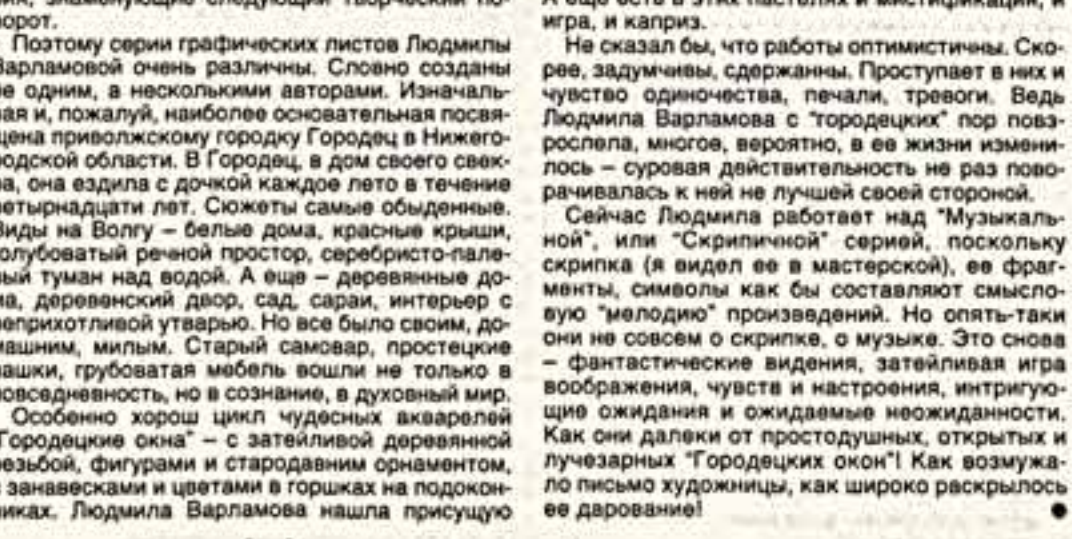 знаменующие следующий творческий по-
ворот.
Поэтому серии графических листов Людмилы
Варламовой очень различны. Словно созданы
не одним, а несколькими авторами. Изначаль-
ная и, пожалуй, наиболее основательная посвя-
щена приволжскому городку Городец в Нижего-
родской области. В Городец, в дом своего свек-
ра, она ездила с дочкой каждое лето в течение
четырнадцати лет. Сюжеты самые обыденные.
Виды на Волгу – белые дома, красные крыши,
голубоватый речной простор, серебристо-пале-
вый туман над водой. А еще – деревянные до-
ма, деревенский двор, сад, сараи, интерьер с
неприхотливой утварью. Но все было своим, до-
машним, милым. Старый самовар, простецкие
чашки, грубоватая мебель вошли не только в
повседневность, но в сознание, в духовный мир.
Особенно хорош цикл чудесных акварелей
"Городецкие окна" – с затейливой деревянной
резьбой, фигурами и стародавним орнаментом,
с занавесками и цветами в горшках на подокон-
никах. Людмила Варламова нашла присущую
А еще есть в этих пастелях и мистификация, и
игра, и каприз.
Не сказал бы, что работы оптимистичны. Ско-
рее, задумчивы, сдержанны. Проступает в них и
чувство одиночества, печали, тревоги. Ведь
Людмила Варламова с "городецких" пор повз-
рослела, многое, вероятно, в ее жизни измени-
лось – суровая действительность не раз пово-
рачивалась к ней не лучшей своей стороной.
Сейчас Людмила работает над "Музыкаль-
ной", или "Скрипичной" серией, поскольку
скрипка (я видел ее в мастерской), ее фраг-
менты, символы как бы составляют смысло-
вую "мелодию" произведений. Но опять-таки
они не совсем о скрипке, о музыке. Это снова
– фантастические видения, затейливая игра
воображения, чувств и настроения, интригую-
щие ожидания и ожидаемые неожиданности.
Как они далеки от простодушных, открытых и
лучезарных "Городецких окон"! Как возмужа-
ло письмо художницы, как широко раскрылось
ее дарование!